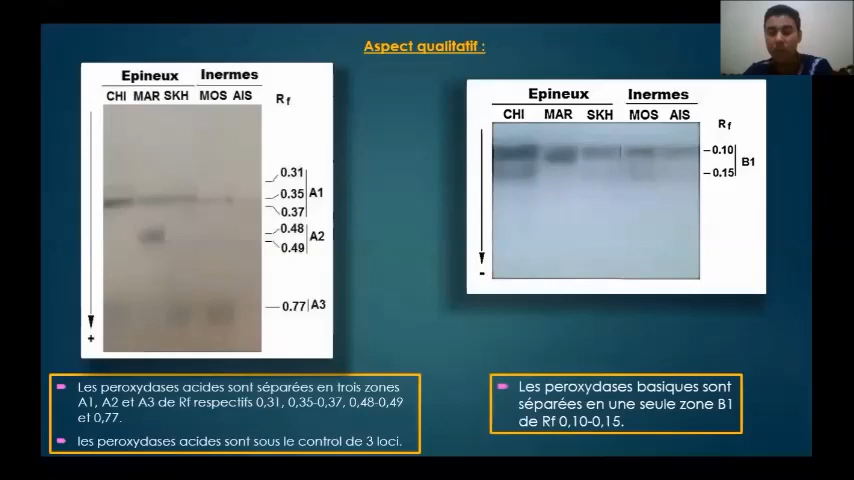 Aspect qualitatif :
Epineux Inermes
CHI MAR SKH MOS AIS Rf
0.31
0.35 A1
0.37
0.48
A2
0.49
0.77 A3
+
Epineux Inermes
CHI MAR SKH MOS AIS
Rf
0.10
B1
0.15
-
Les peroxydases acides sont séparées en trois zones
A1, A2 et A3 de Rf respectifs 0,31, 0,35-0,37, 0,48-0,49
et 0,77.
les peroxydases acides sont sous le control de 3 loci.
Les peroxydases basiques sont
séparées en une seule zone B1
de Rf 0,10-0,15.